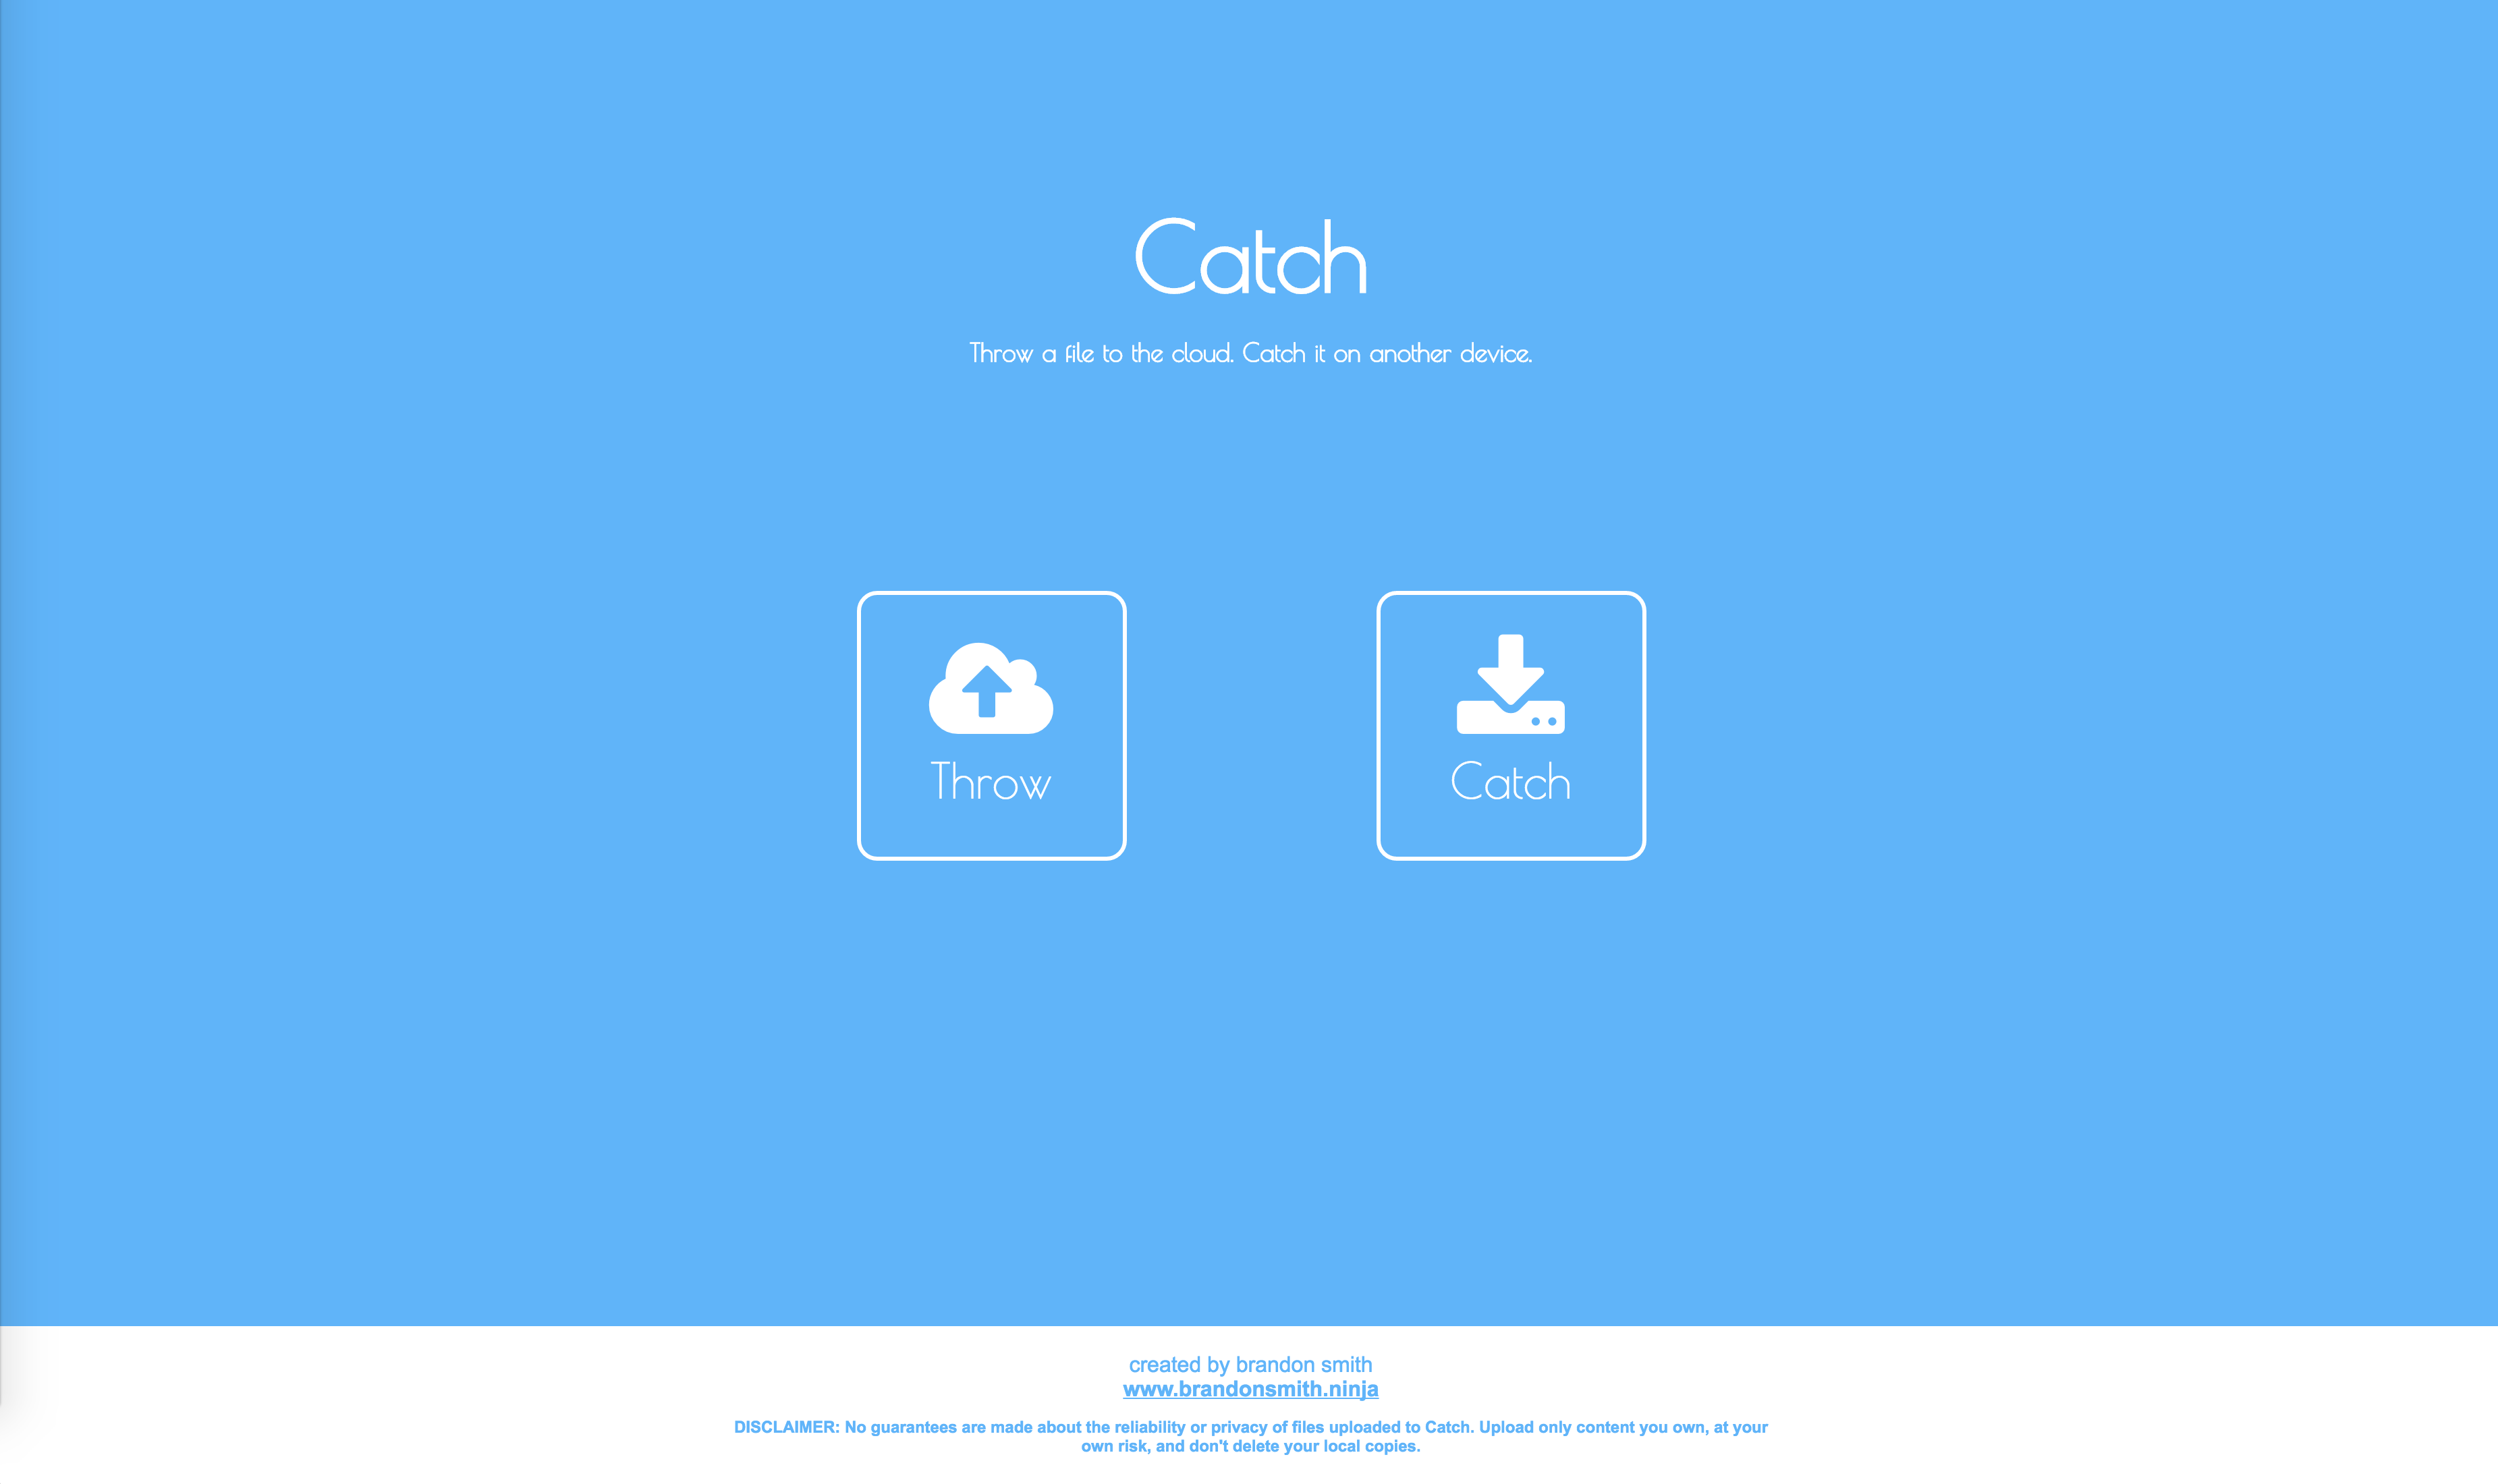 Catch
Throw a file to the cloud. Catch it on another device.
Throw
Catch
created by brandon smith
www.brandonsmith.ninja
DISCLAIMER: No guarantees are made about the reliability or privacy of files uploaded to Catch. Upload only content you own, at your
own risk, and don't delete your local copies.